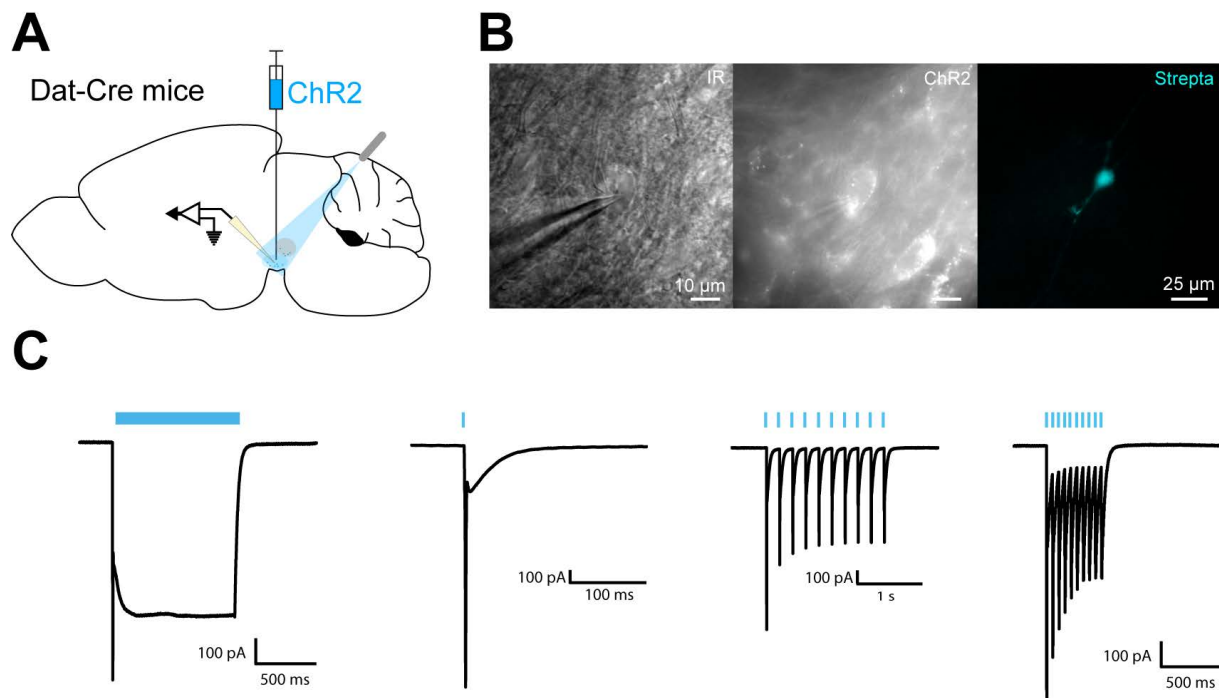 A
Dat-Cre mice
ChR2
B
IR
10 µm
ChR2
Strepta
25 µm
C
100 pA
500 ms
100 pA
100 ms
100 pA
1 s
100 pA
500 ms